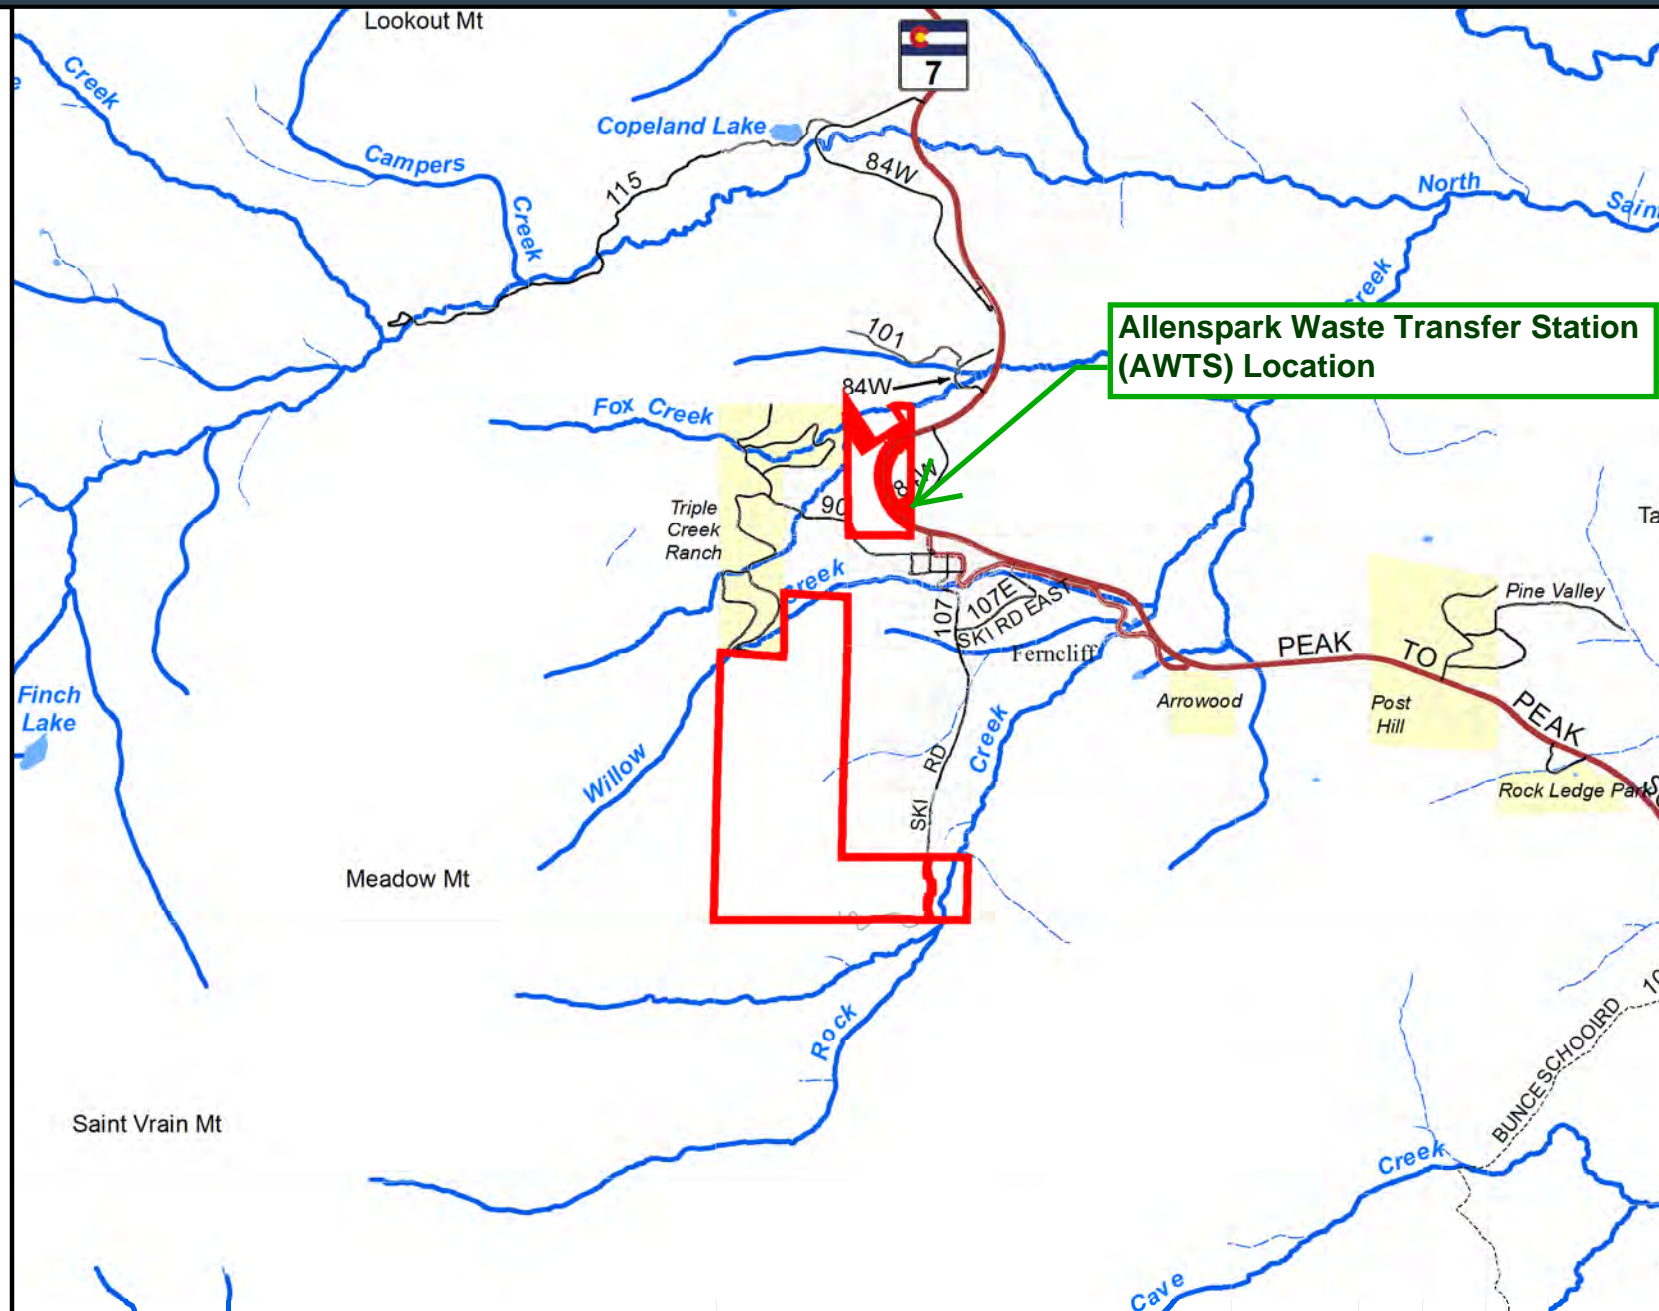 Lookout Mt
Creek
7
Copeland Lake
Campers
Creek
115
84W
North
Saint
Creek
Allenspark Waste Transfer Station
(AWTS) Location
101
84W
Fox Creek
84W
90
Triple
Creek
Ranch
Creek
107
107E
SKI RD EAST
Ferncliff
PEAK
TO
PEAK
Pine Valley
Arrowood
Post
Hill
Rock Ledge Park
Finch
Lake
Willow
Creek
SKI
RD
Meadow Mt
Rock
Saint Vrain Mt
BUNCE SCHOOL RD
Creek
Cave